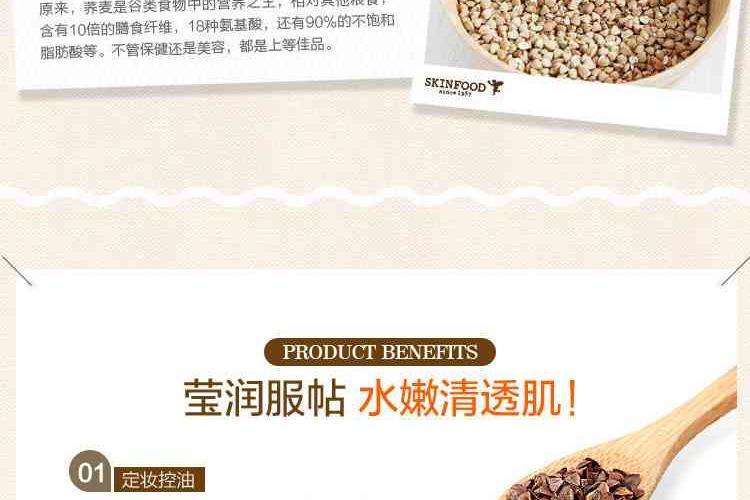 原来，荞麦是谷类食物中的营养之王，相对其他粮食，
含有10倍的膳食纤维，18种氨基酸，还有90%的不饱和
脂肪酸等。不管保健还是美容，都是上等佳品。
SKINFOOD
since 1957
PRODUCT BENEFITS
莹润服帖 水嫩清透肌！
01 定妆控油